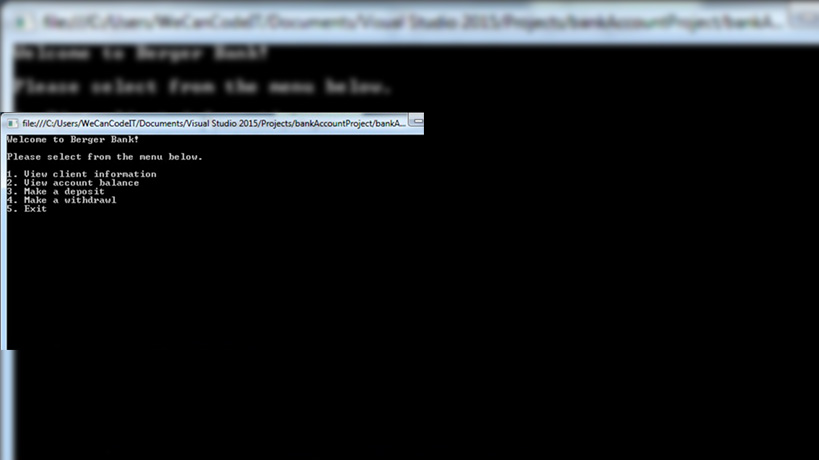 file:///C:/Users/WeCanCodeIT/Documents/Visual Studio 2015/Projects/bankAccountProject/bankA...
Welcome to Berger Bank!
Please select from the menu below.
file:///C:/Users/WeCanCodeIT/Documents/Visual Studio 2015/Projects/bankAccountProject/bankA...
Welcome to Berger Bank!
Please select from the menu below.
1. View client information
2. View account balance
3. Make a deposit
4. Make a withdrawl
5. Exit